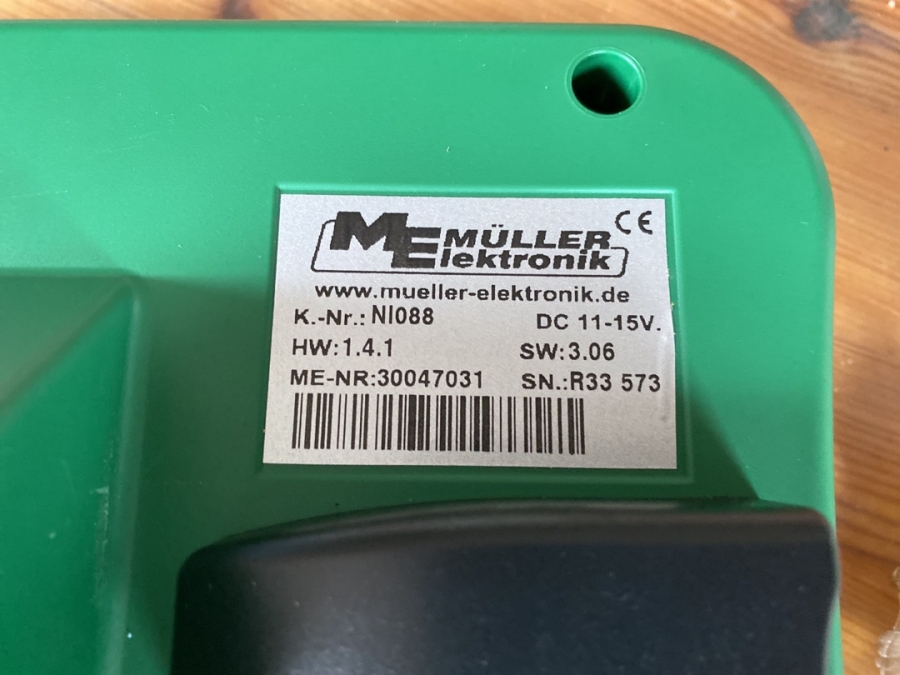 ME MÜLLER Elektronik
CE
www.mueller-elektronik.de
K.-Nr.: NI088 DC 11-15V.
HW:1.4.1 SW:3.06
ME-NR:30047031 SN.:R33 573